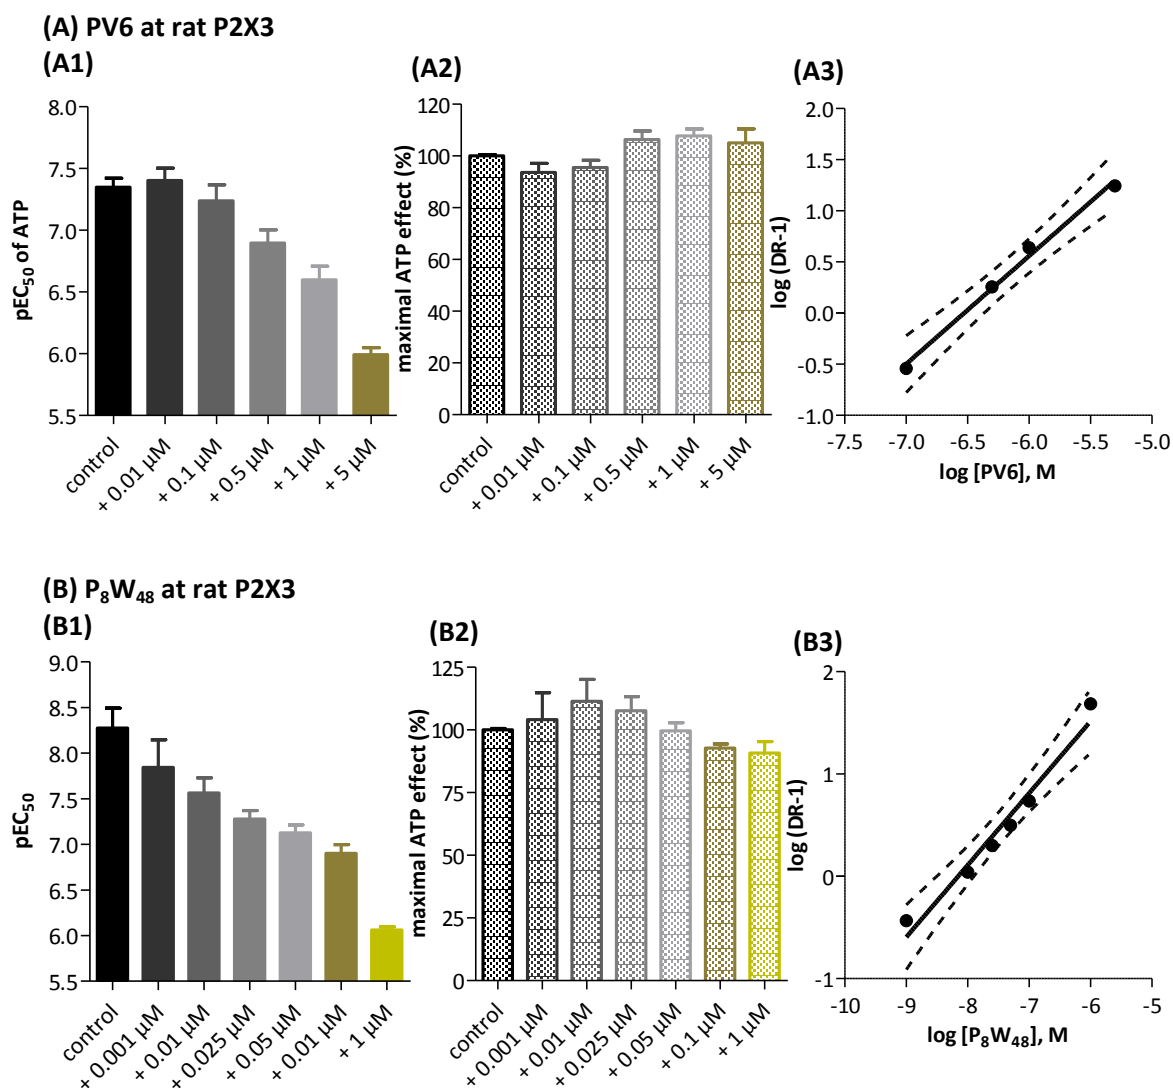 (A) PV6 at rat P2X3
(A1)
pEC₅₀ of ATP
8.0
7.5
7.0
6.5
6.0
5.5
control
+ 0.01 µM
+ 0.1 µM
+ 0.5 µM
+ 1 µM
+ 5 µM
(A2)
maximal ATP effect (%)
120
100
80
60
40
20
0
control
+ 0.01 µM
+ 0.1 µM
+ 0.5 µM
+ 1 µM
+ 5 µM
(A3)
log (DR-1)
2.0
1.5
1.0
0.5
0.0
-0.5
-1.0
-7.5 -7.0 -6.5 -6.0 -5.5 -5.0
log [PV6], M
(B) P₈W₄₈ at rat P2X3
(B1)
pEC₅₀
9.0
8.5
8.0
7.5
7.0
6.5
6.0
5.5
control
+ 0.001 µM
+ 0.01 µM
+ 0.025 µM
+ 0.05 µM
+ 0.01 µM
+ 1 µM
(B2)
maximal ATP effect (%)
125
100
75
50
25
0
control
+ 0.001 µM
+ 0.01 µM
+ 0.025 µM
+ 0.05 µM
+ 0.1 µM
+ 1 µM
(B3)
log (DR-1)
2
1
0
-1
-10 -9 -8 -7 -6 -5
log [P₈W₄₈], M